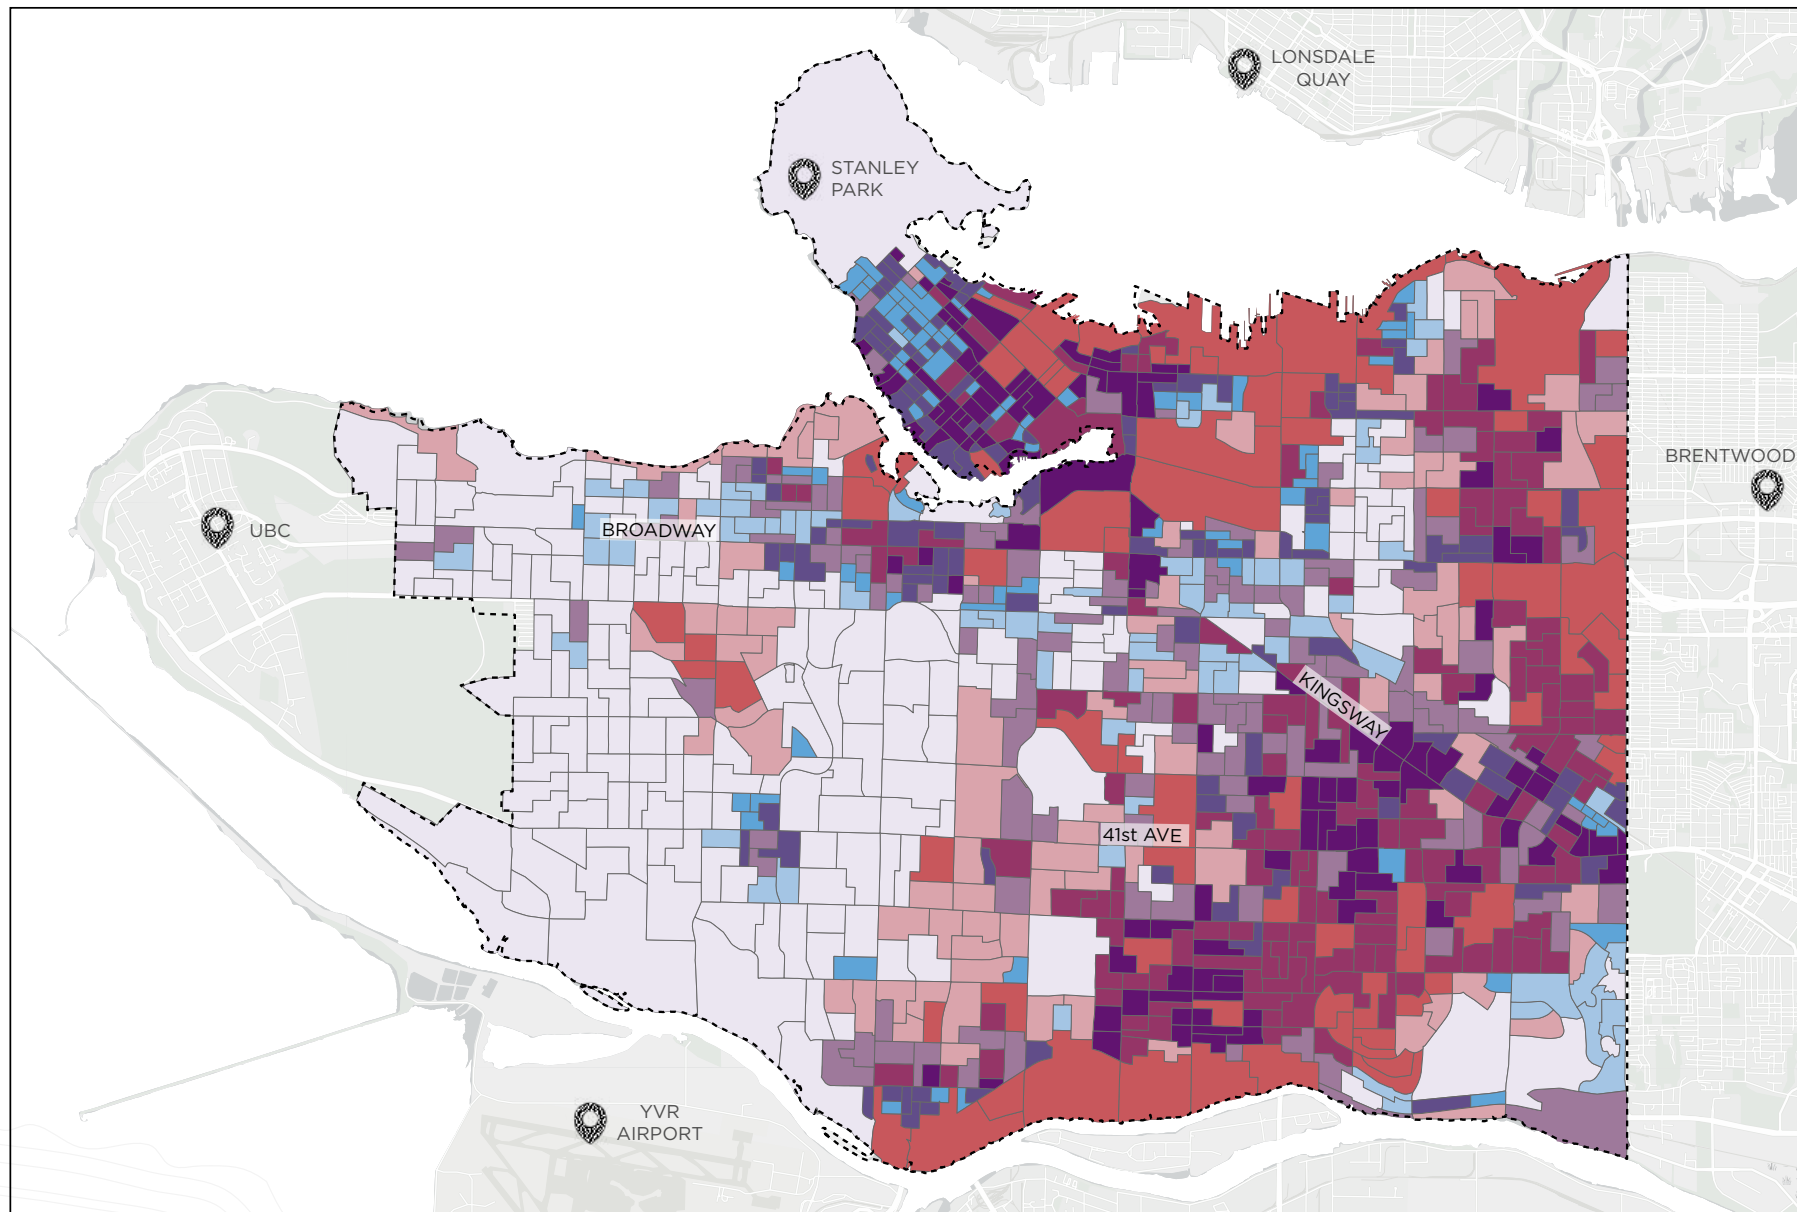 LONSDALE
QUAY
STANLEY
PARK
BRENTWOOD
UBC
BROADWAY
KINGSWAY
41st AVE
YVR
AIRPORT